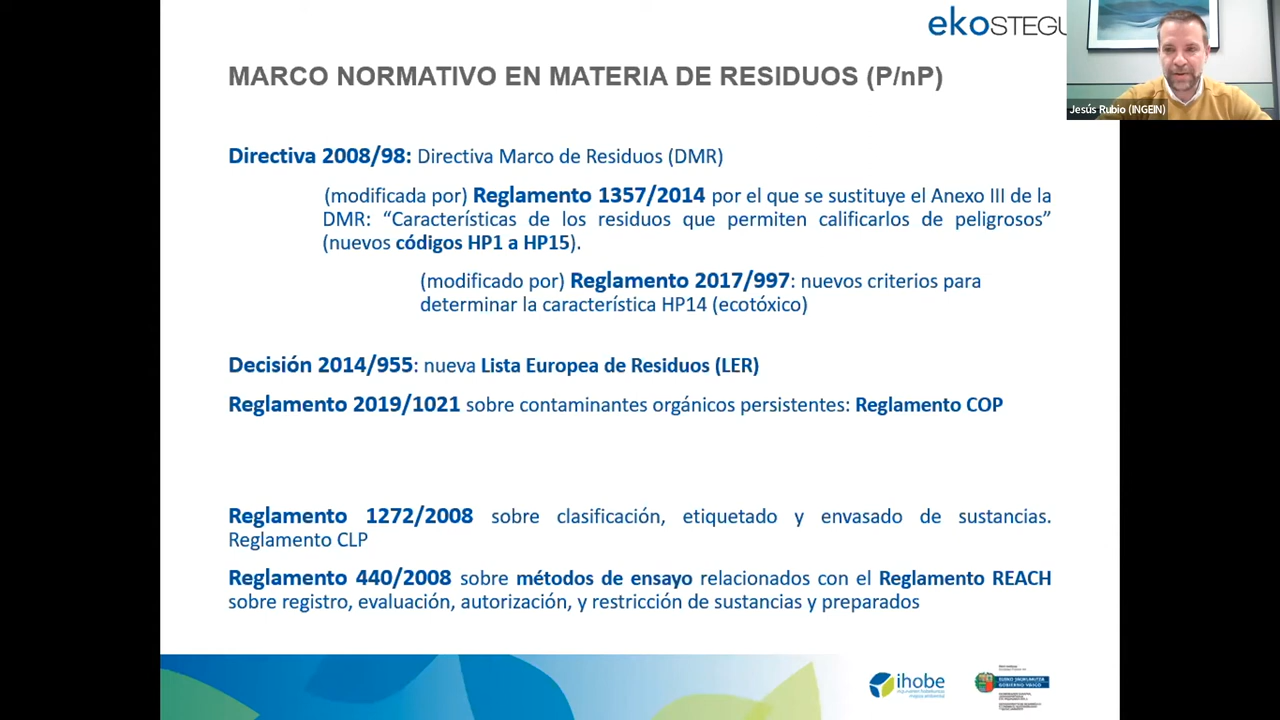 ekoSTEGU
MARCO NORMATIVO EN MATERIA DE RESIDUOS (P/nP)
Jesús Rubio (INGEIN)
Directiva 2008/98: Directiva Marco de Residuos (DMR)
(modificada por) Reglamento 1357/2014 por el que se sustituye el Anexo III de la
DMR: “Características de los residuos que permiten calificarlos de peligrosos”
(nuevos códigos HP1 a HP15).
(modificado por) Reglamento 2017/997: nuevos criterios para
determinar la característica HP14 (ecotóxico)
Decisión 2014/955: nueva Lista Europea de Residuos (LER)
Reglamento 2019/1021 sobre contaminantes orgánicos persistentes: Reglamento COP
Reglamento 1272/2008 sobre clasificación, etiquetado y envasado de sustancias.
Reglamento CLP
Reglamento 440/2008 sobre métodos de ensayo relacionados con el Reglamento REACH
sobre registro, evaluación, autorización, y restricción de sustancias y preparados
ihobe
EUSKO JAURLARITZA
GOBIERNO VASCO